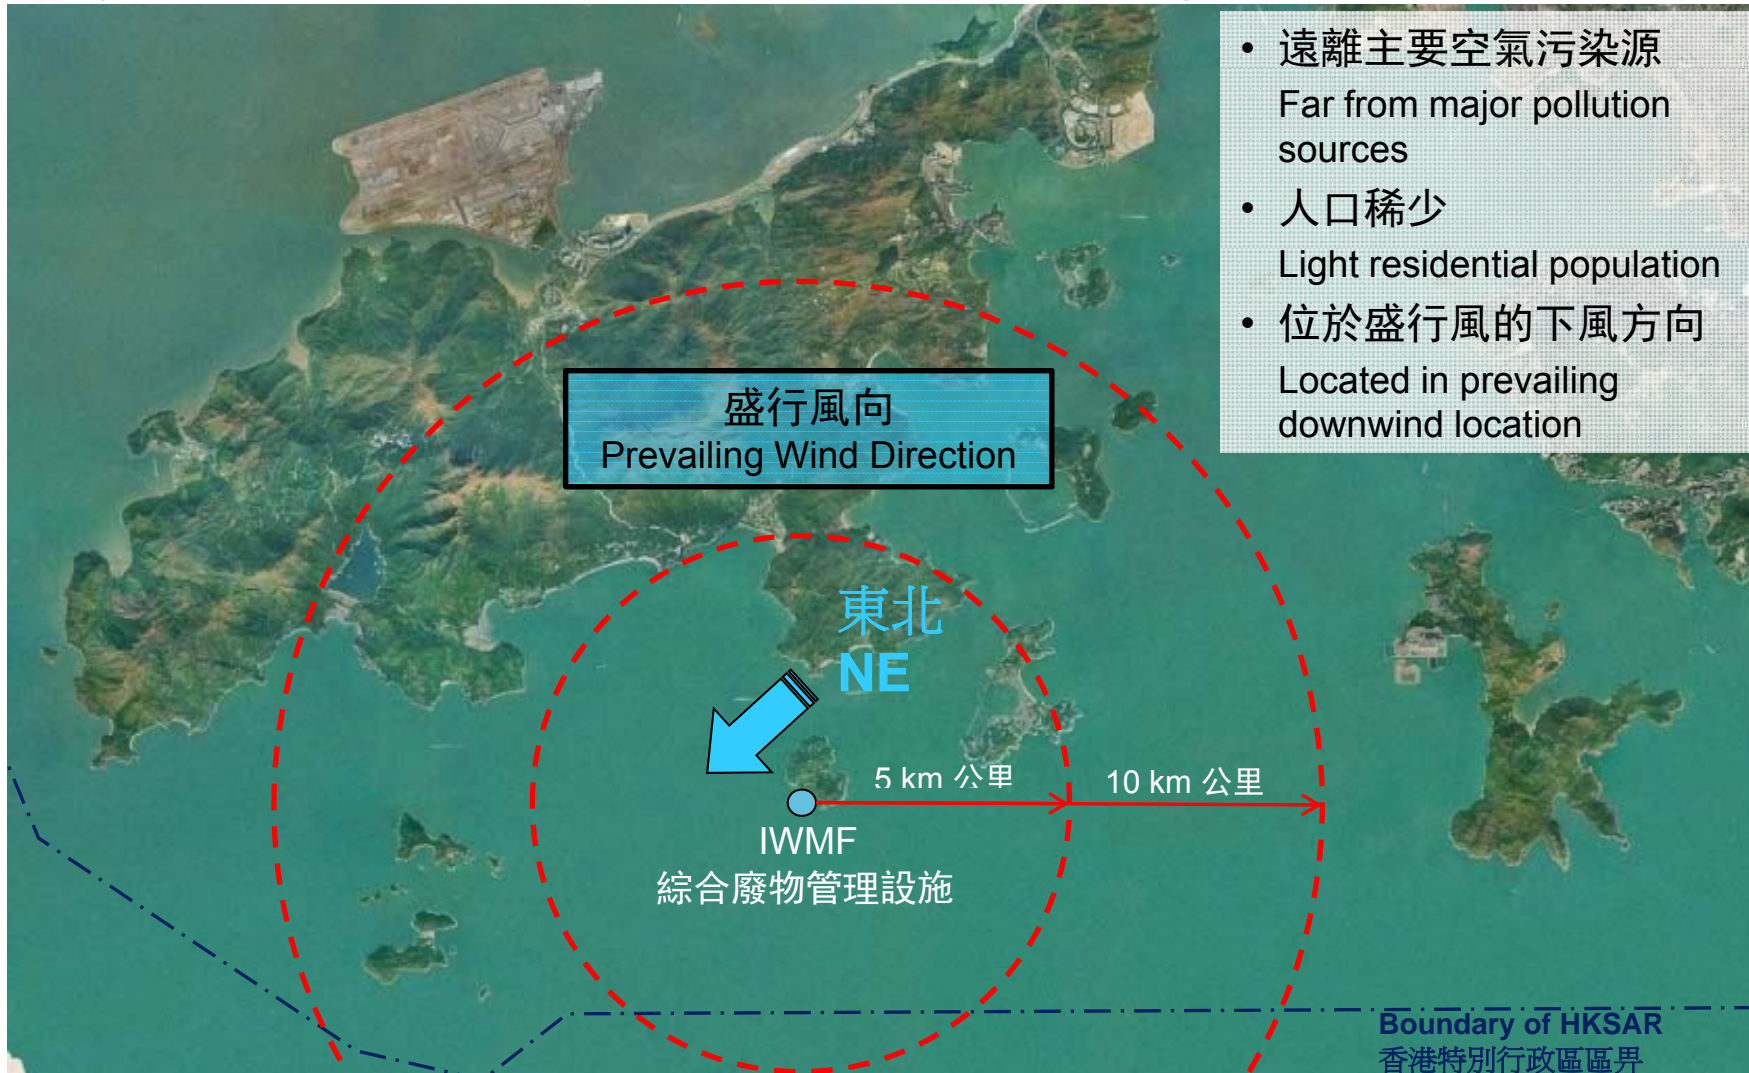 • 遠離主要空氣污染源
Far from major pollution
sources
• 人口稀少
Light residential population
• 位於盛行風的下風方向
Located in prevailing
downwind location
盛行風向
Prevailing Wind Direction
東北
NE
5 km 公里
10 km 公里
IWMF
綜合廢物管理設施
Boundary of HKSAR
香港特別行政區區界